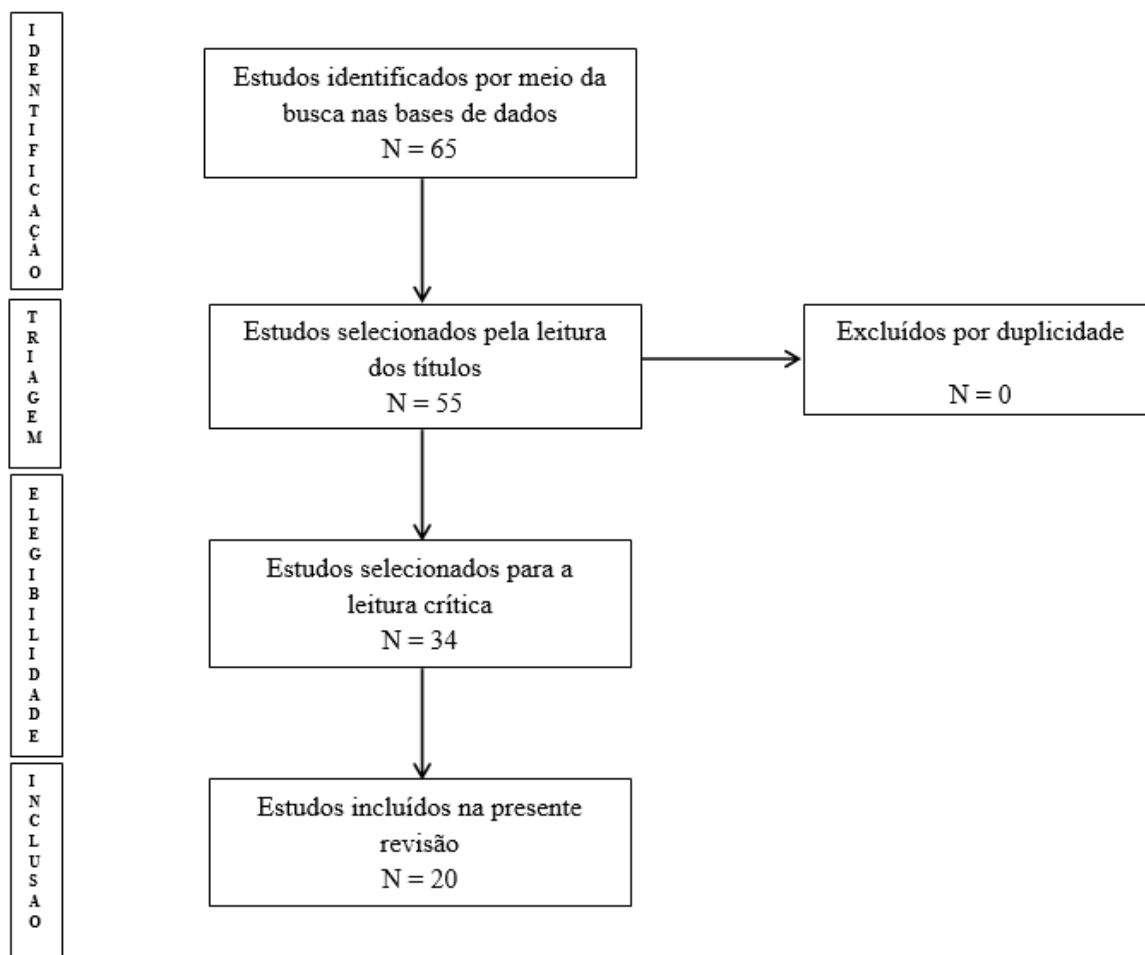 IDENTIFICAÇAO
Estudos identificados por meio da
busca nas bases de dados
N = 65
TRIAGEM
Estudos selecionados pela leitura
dos títulos
N = 55
Excluídos por duplicidade
N = 0
ELEGIBILIDADE
Estudos selecionados para a
leitura crítica
N = 34
INCLUSAO
Estudos incluídos na presente
revisão
N = 20